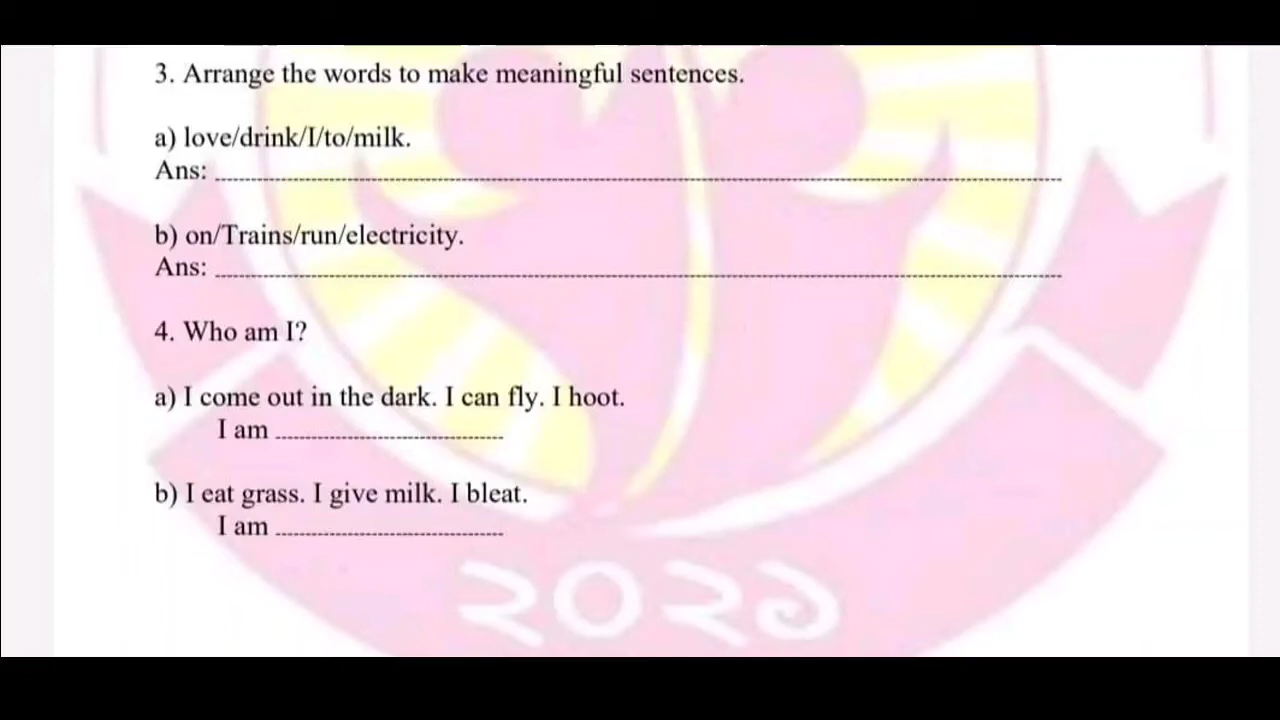 3. Arrange the words to make meaningful sentences.
a) love/drink/I/to/milk.
Ans:
b) on/Trains/run/electricity.
Ans:
4. Who am I?
a) I come out in the dark. I can fly. I hoot.
I am
b) I eat grass. I give milk. I bleat.
I am
২০২১